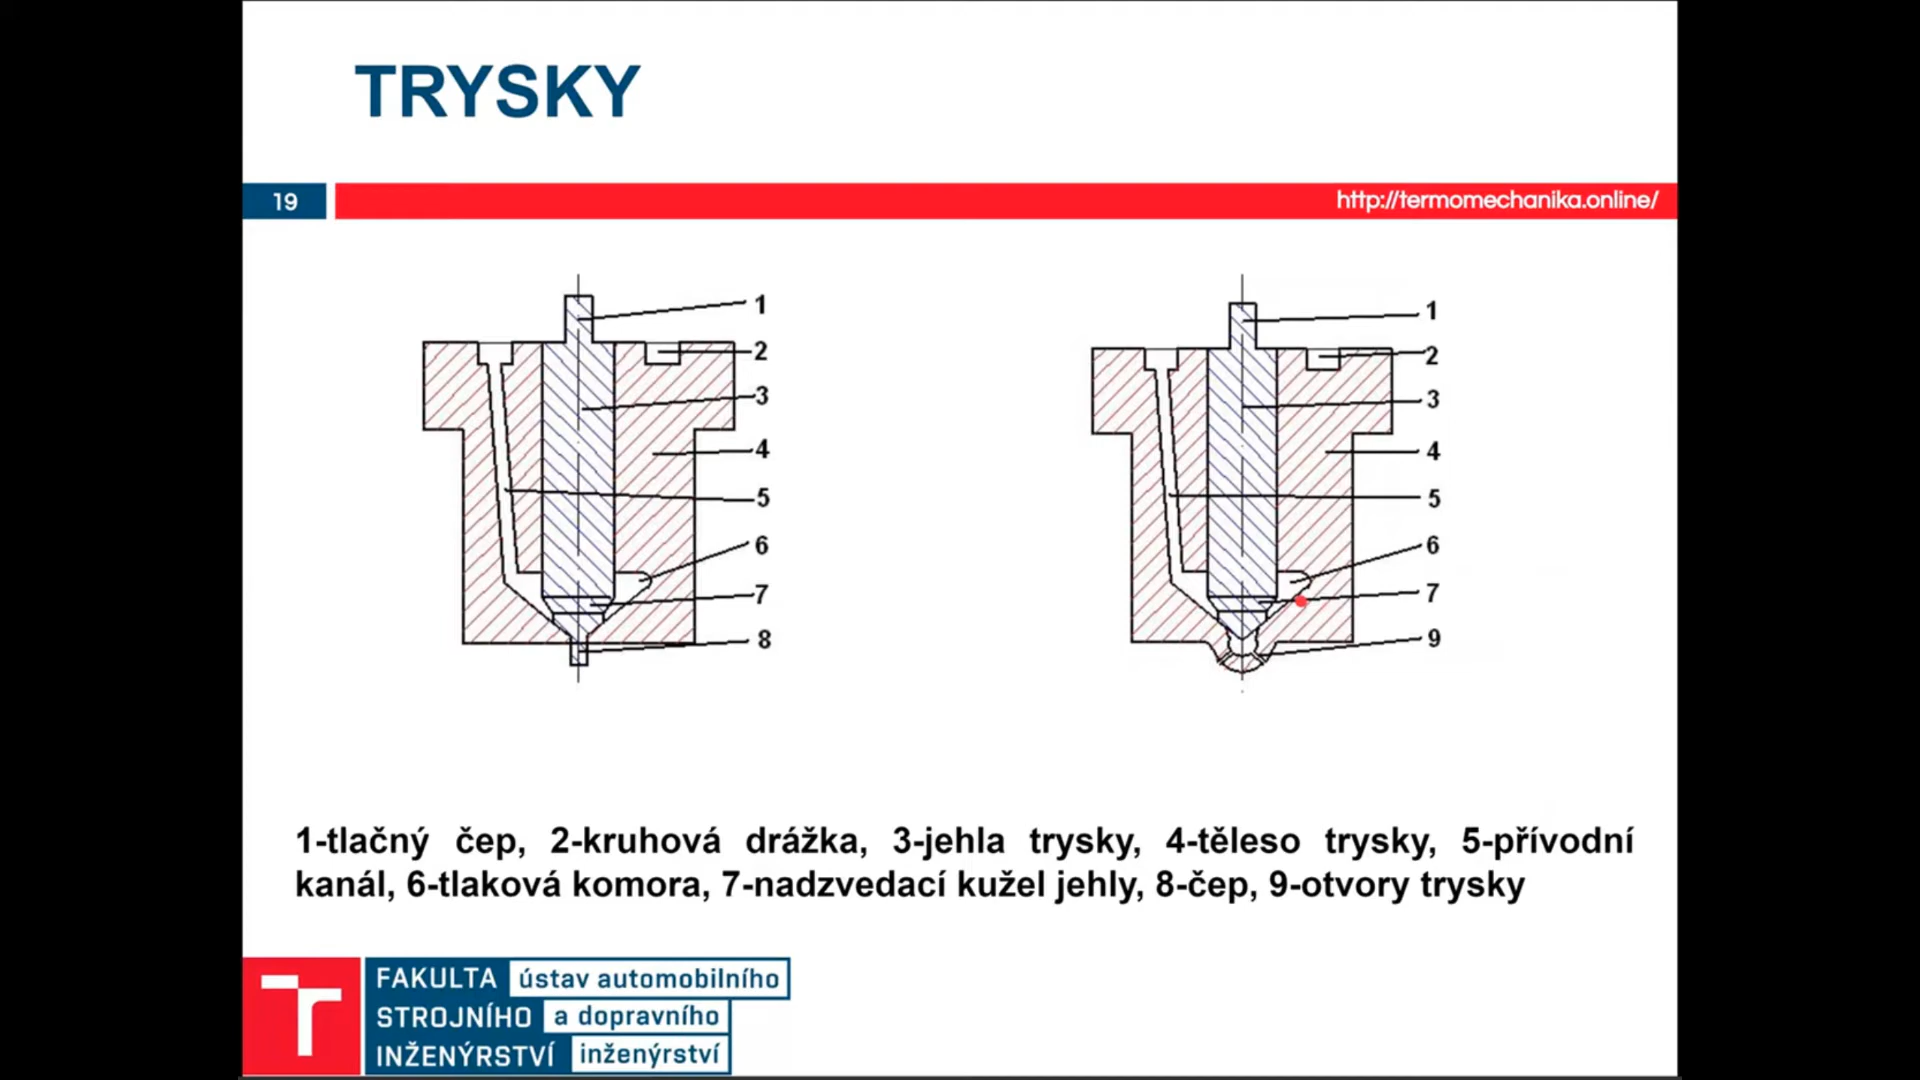 TRYSKY
19
http://termomechanika.online/
1
2
3
4
5
6
7
8
1
2
3
4
5
6
7
9
1-tlačný čep, 2-kruhová drážka, 3-jehla trysky, 4-těleso trysky, 5-přívodní
kanál, 6-tlaková komora, 7-nadzvedací kužel jehly, 8-čep, 9-otvory trysky
FAKULTA ústav automobilního
STROJNÍHO a dopravního
INŽENÝRSTVÍ inženýrství